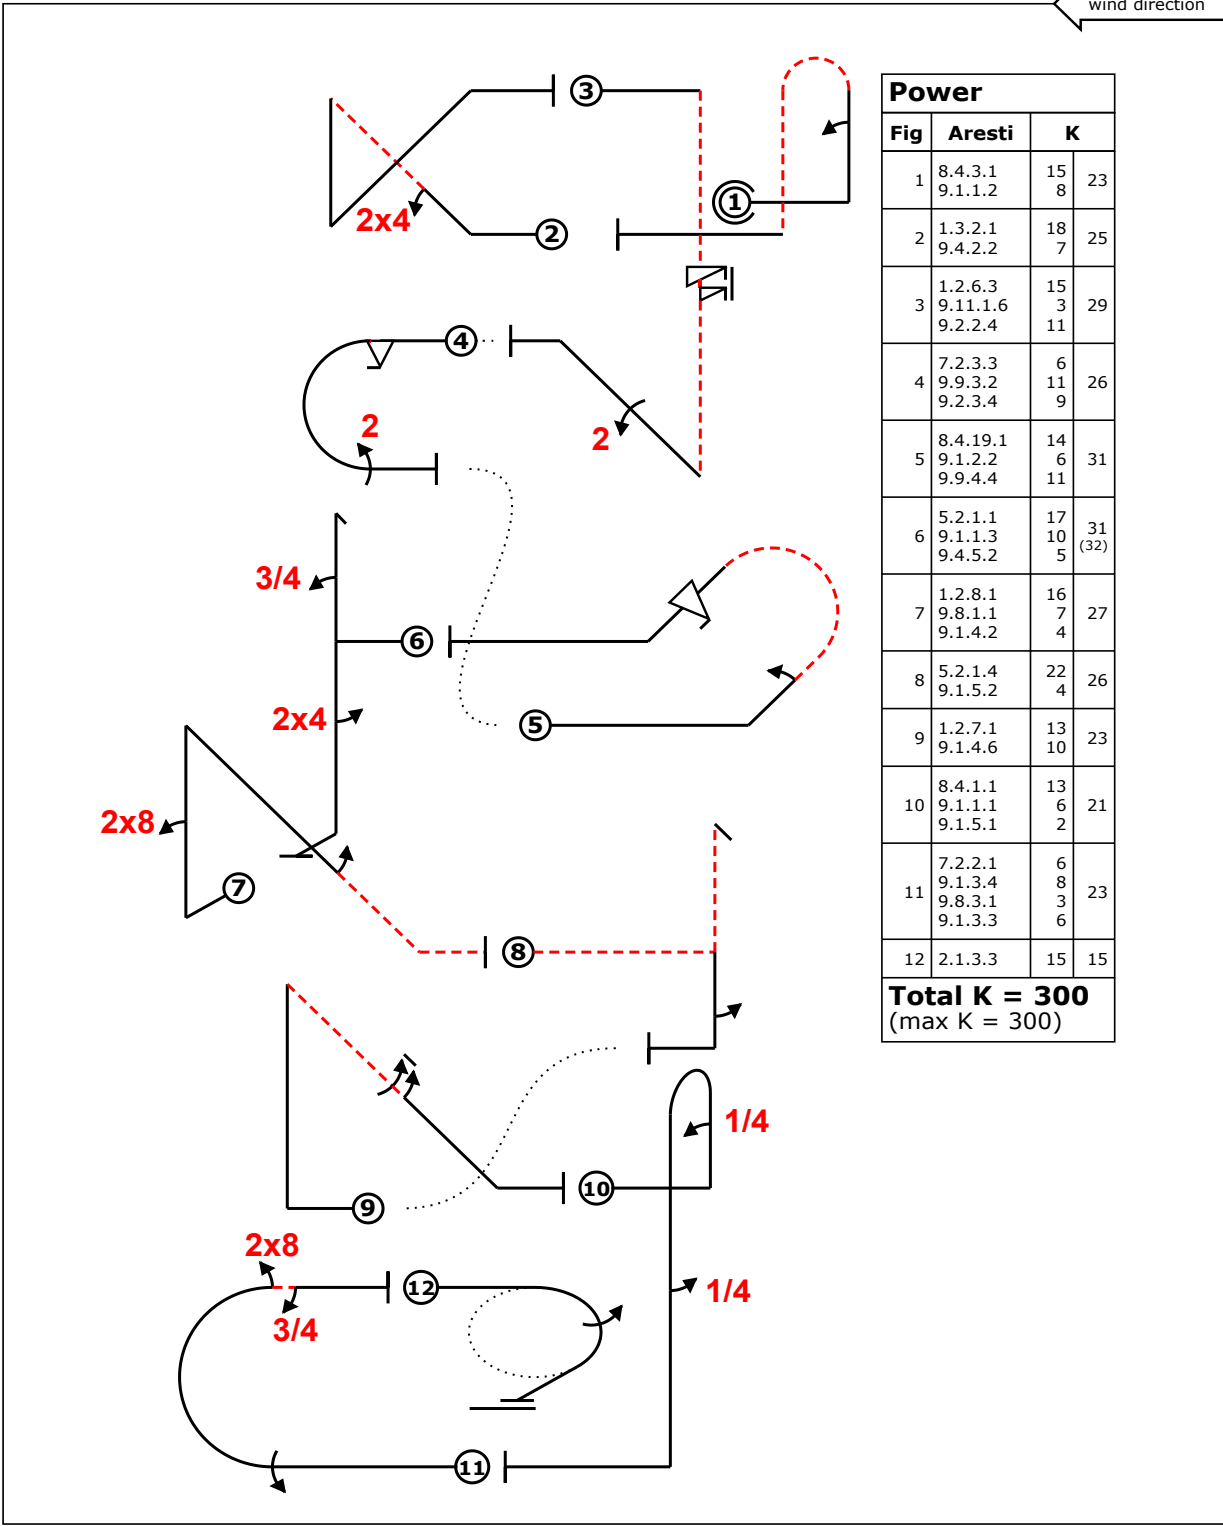 wind direction
3
1
2x4
2
4
2
2
3/4
6
2x4
5
2x8
7
8
9
10
1/4
2x8
12
3/4
1/4
11
Power
Fig Aresti K
1 8.4.3.1 15 23
9.1.1.2 8
2 1.3.2.1 18 25
9.4.2.2 7
3 1.2.6.3 15 29
9.11.1.6 3
9.2.2.4 11
4 7.2.3.3 6 26
9.9.3.2 11
9.2.3.4 9
5 8.4.19.1 14 31
9.1.2.2 6
9.9.4.4 11
6 5.2.1.1 17 31
9.1.1.3 10 (32)
9.4.5.2 5
7 1.2.8.1 16 27
9.8.1.1 7
9.1.4.2 4
8 5.2.1.4 22 26
9.1.5.2 4
9 1.2.7.1 13 23
9.1.4.6 10
10 8.4.1.1 13 21
9.1.1.1 6
9.1.5.1 2
11 7.2.2.1 6 23
9.1.3.4 8
9.8.3.1 3
9.1.3.3 6
12 2.1.3.3 15 15
Total K = 300
(max K = 300)